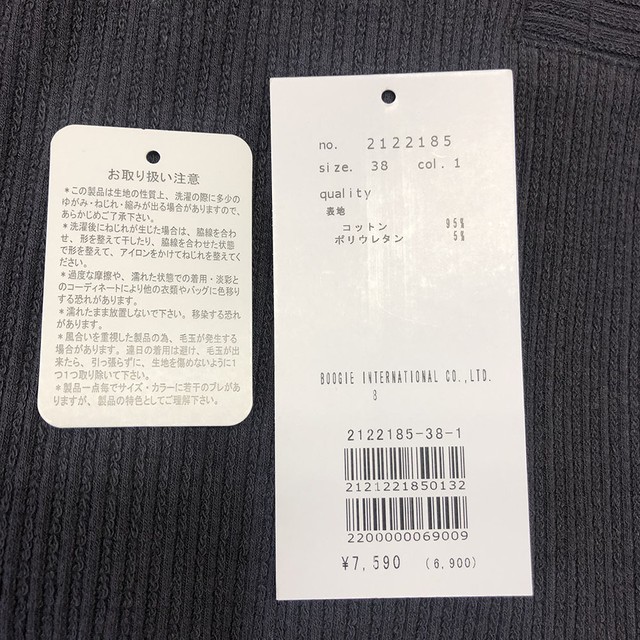 お取り扱い注意
*この製品は生地の性質上、洗濯の際に多少の
ゆがみ・ねじれ・縮みが出る場合がありますので、
あらかじめご了承下さい。
*洗濯後にねじれが生じた場合は、脇線を合わ
せ、形を整えて干したり、脇線を合わせた状態
で形を整えて、アイロンをかけてねじれを整えてく
ださい。
*過度な摩擦や、濡れた状態での着用・淡彩と
のコーディネートにより他の衣類やバッグに色移り
する恐れがあります。
*濡れたまま放置しないで下さい。移染する恐れ
があります。
*風合いを重視した製品の為、毛玉が発生する
場合があります。連日の着用は避け、毛玉が出
来たら、引っ張らずに、生地を傷めないように1
つ1つ取り除いて下さい。
*製品一点毎でサイズ・カラーに若干のブレがあり
ますが、製品の特色としてご理解下さい。
no. 2122185
size. 38 col. 1
quality
表地
コットン 95%
ポリウレタン 5%
BOOGIE INTERNATIONAL CO.,LTD.
8
2122185-38-1
2121221850132
2200000069009
¥7,590 (6,900)